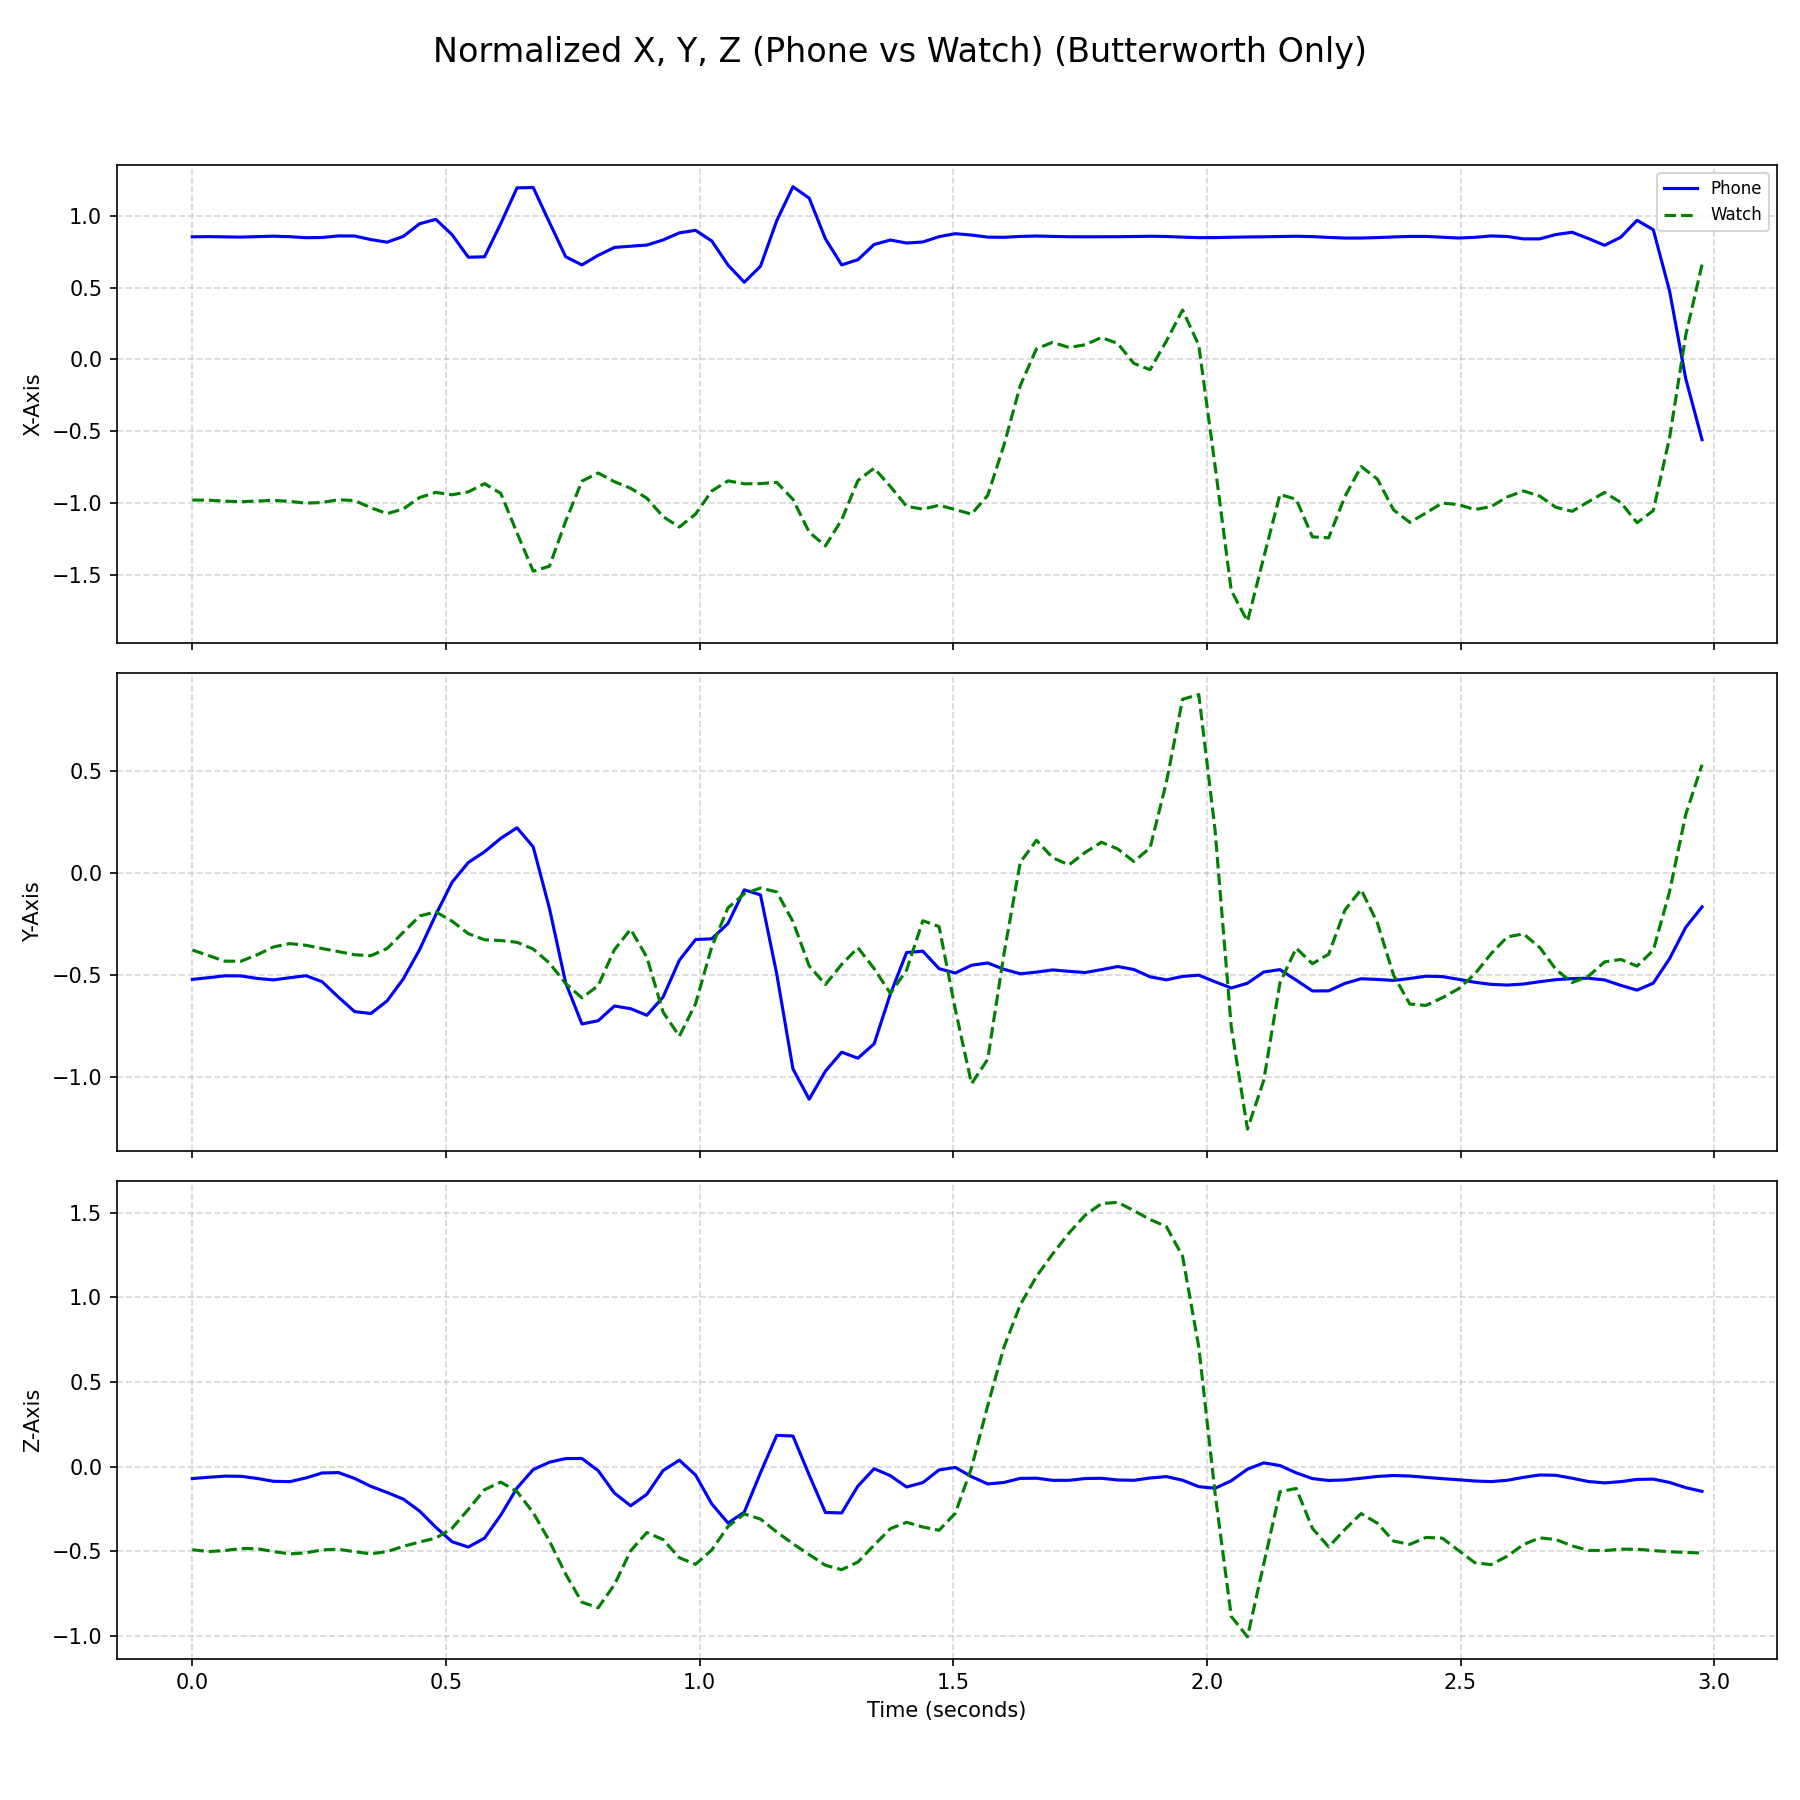 Normalized X, Y, Z (Phone vs Watch) (Butterworth Only)
Phone
Watch
X-Axis
1.0
0.5
0.0
−0.5
−1.0
−1.5
Y-Axis
0.5
0.0
−0.5
−1.0
Z-Axis
1.5
1.0
0.5
0.0
−0.5
−1.0
0.0 0.5 1.0 1.5 2.0 2.5 3.0
Time (seconds)